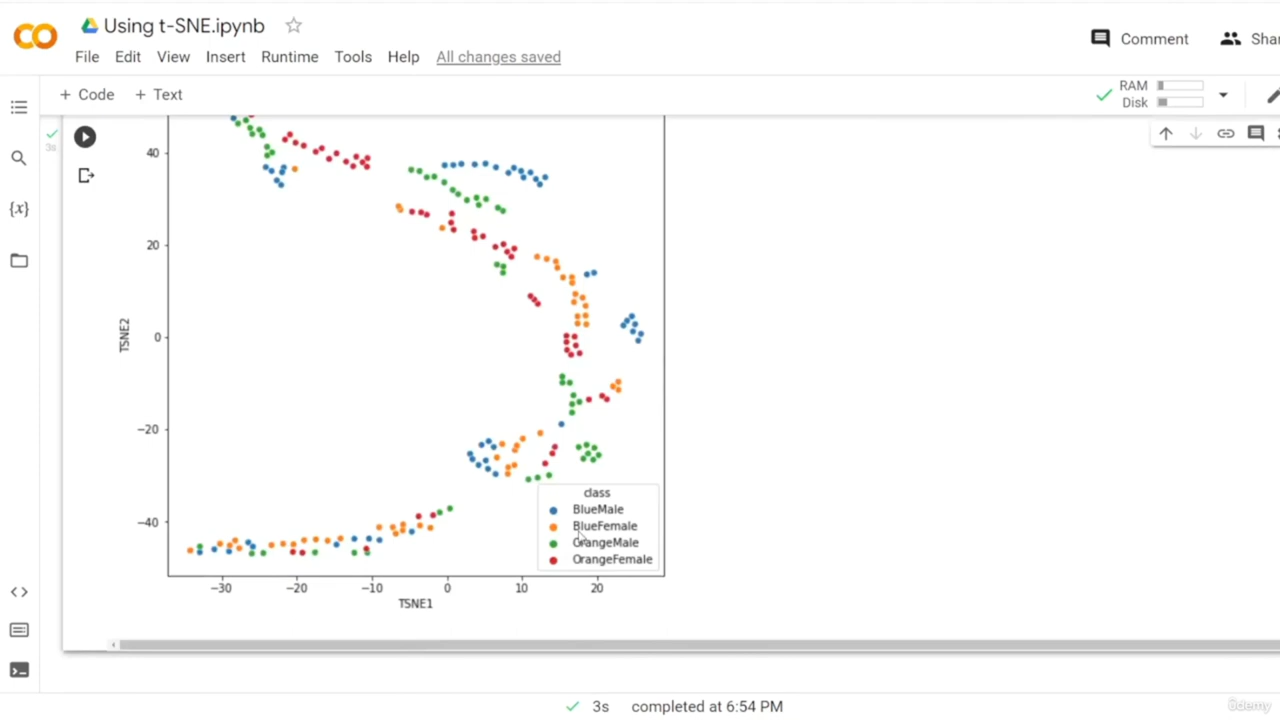 Using t-SNE.ipynb
File Edit View Insert Runtime Tools Help All changes saved
Comment
+ Code + Text
RAM
Disk
{x}
3s
40
20
0
−20
−40
TSNE2
−30 −20 −10 0 10 20
TSNE1
class
BlueMale
BlueFemale
OrangeMale
OrangeFemale
3s completed at 6:54 PM
ûdemy